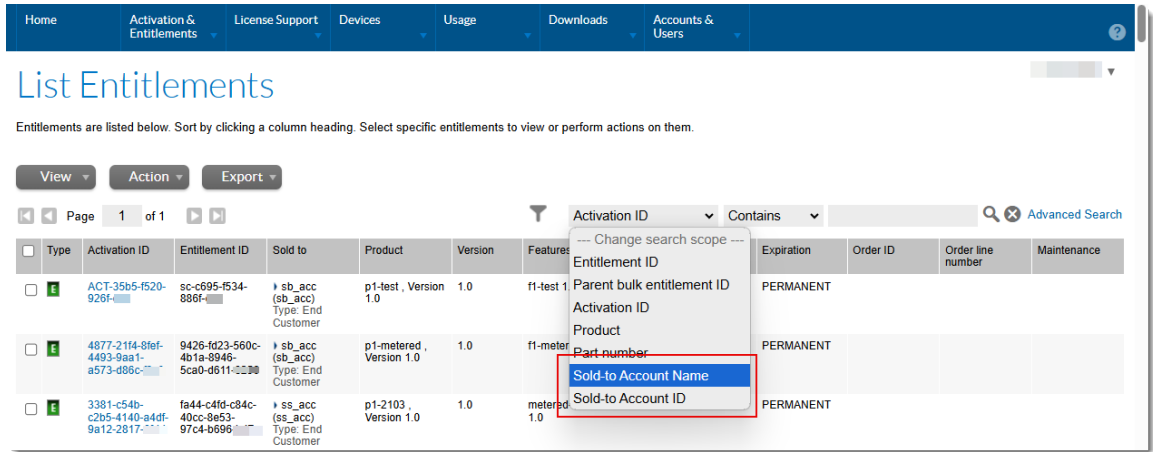 Home
Activation &
Entitlements
License Support
Devices
Usage
Downloads
Accounts &
Users
?
List Entitlements
Entitlements are listed below. Sort by clicking a column heading. Select specific entitlements to view or perform actions on them.
View
Action
Export
Page 1 of 1
Activation ID
Contains
Advanced Search
--- Change search scope ---
Entitlement ID
Parent bulk entitlement ID
Activation ID
Product
Part number
Sold-to Account Name
Sold-to Account ID
Type
Activation ID
Entitlement ID
Sold to
Product
Version
Features
Expiration
Order ID
Order line
number
Maintenance
E
ACT-35b5-f520-
926f-
sc-c695-f534-
886f-
sb_acc
(sb_acc)
Type: End
Customer
p1-test , Version
1.0
1.0
f1-test 1.
PERMANENT
E
4877-21f4-8fef-
4493-9aa1-
a573-d86c-
9426-fd23-560c-
4b1a-8946-
5ca0-d611-
sb_acc
(sb_acc)
Type: End
Customer
p1-metered ,
Version 1.0
1.0
f1-meter
PERMANENT
E
3381-c54b-
c2b5-4140-a4df-
9a12-2817-
fa44-c4fd-c84c-
40cc-8e53-
97c4-b696-
ss_acc
(ss_acc)
Type: End
Customer
p1-2103 ,
Version 1.0
1.0
metered
1.0
PERMANENT